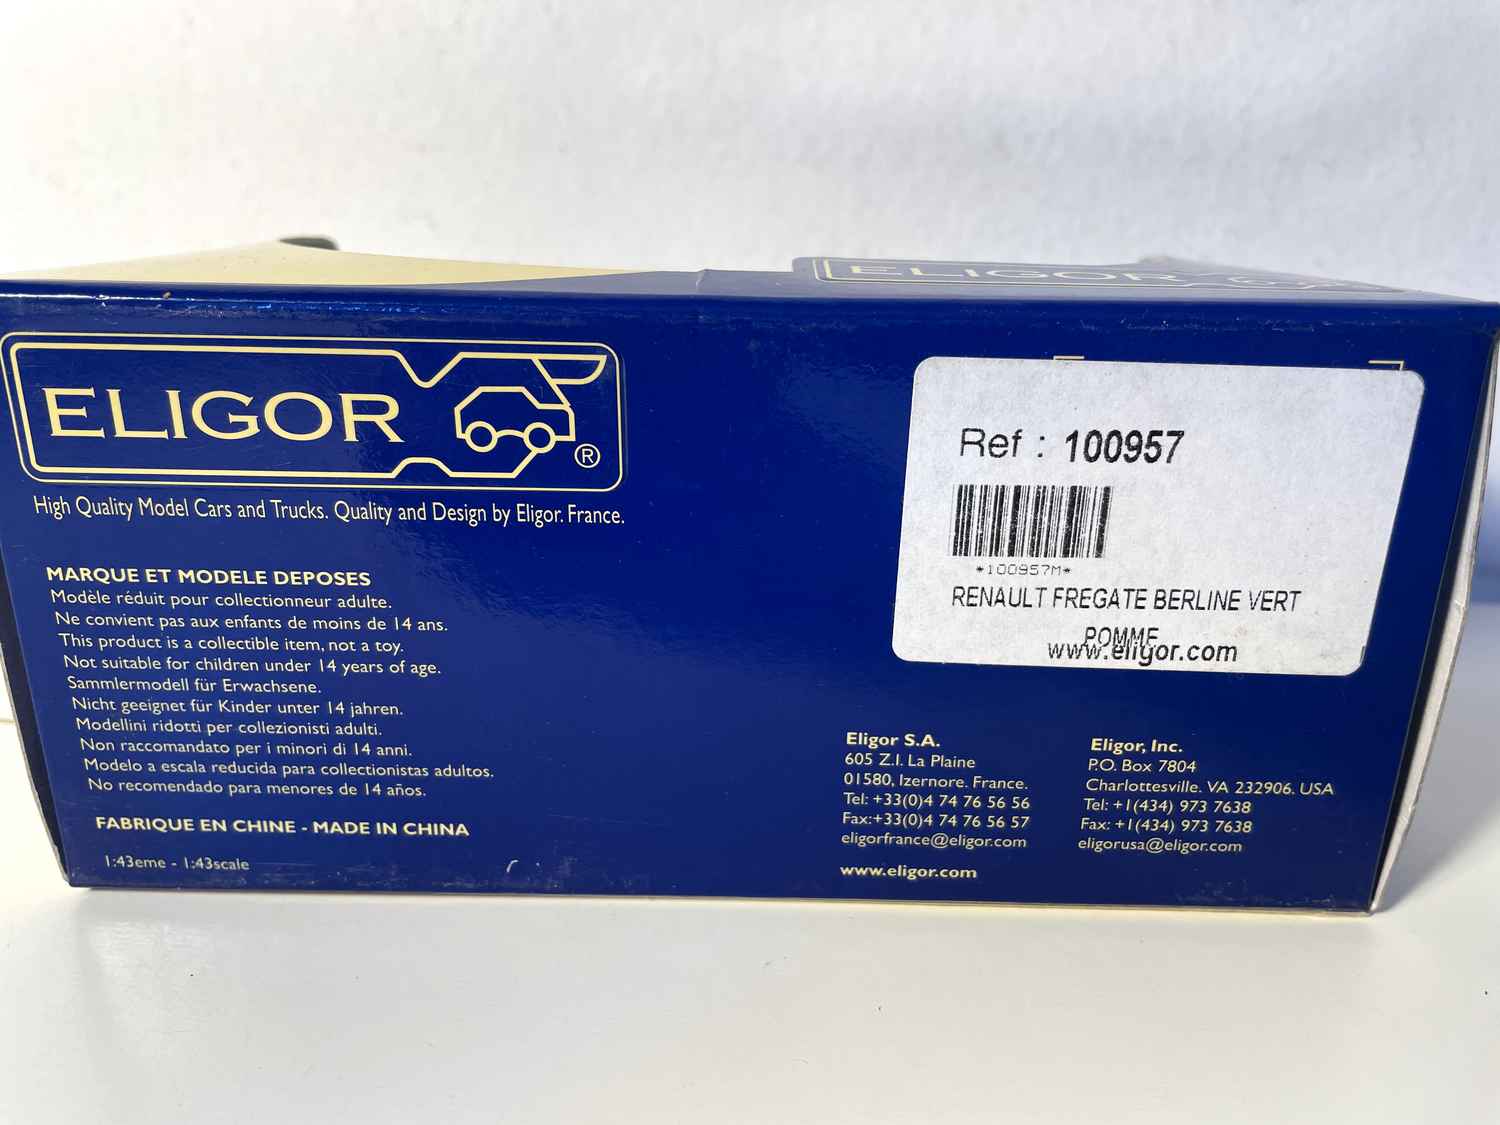 ELIGOR
ELIGOR
®
High Quality Model Cars and Trucks. Quality and Design by Eligor. France.
MARQUE ET MODELE DEPOSES
Modèle réduit pour collectionneur adulte.
Ne convient pas aux enfants de moins de 14 ans.
This product is a collectible item, not a toy.
Not suitable for children under 14 years of age.
Sammlermodell für Erwachsene.
Nicht geeignet für Kinder unter 14 jahren.
Modellini ridotti per collezionisti adulti.
Non raccomandato per i minori di 14 anni.
Modelo a escala reducida para collectionistas adultos.
No recomendado para menores de 14 años.
FABRIQUE EN CHINE - MADE IN CHINA
1:43eme - 1:43scale
Ref : 100957
*100957M*
RENAULT FREGATE BERLINE VERT
POMME
www.eligor.com
Eligor S.A.
605 Z.I. La Plaine
01580, Izernore. France.
Tel: +33(0)4 74 76 56 56
Fax:+33(0)4 74 76 56 57
eligorfrance@eligor.com
www.eligor.com
Eligor, Inc.
P.O. Box 7804
Charlottesville. VA 232906. USA
Tel: +1(434) 973 7638
Fax: +1(434) 973 7638
eligorusa@eligor.com